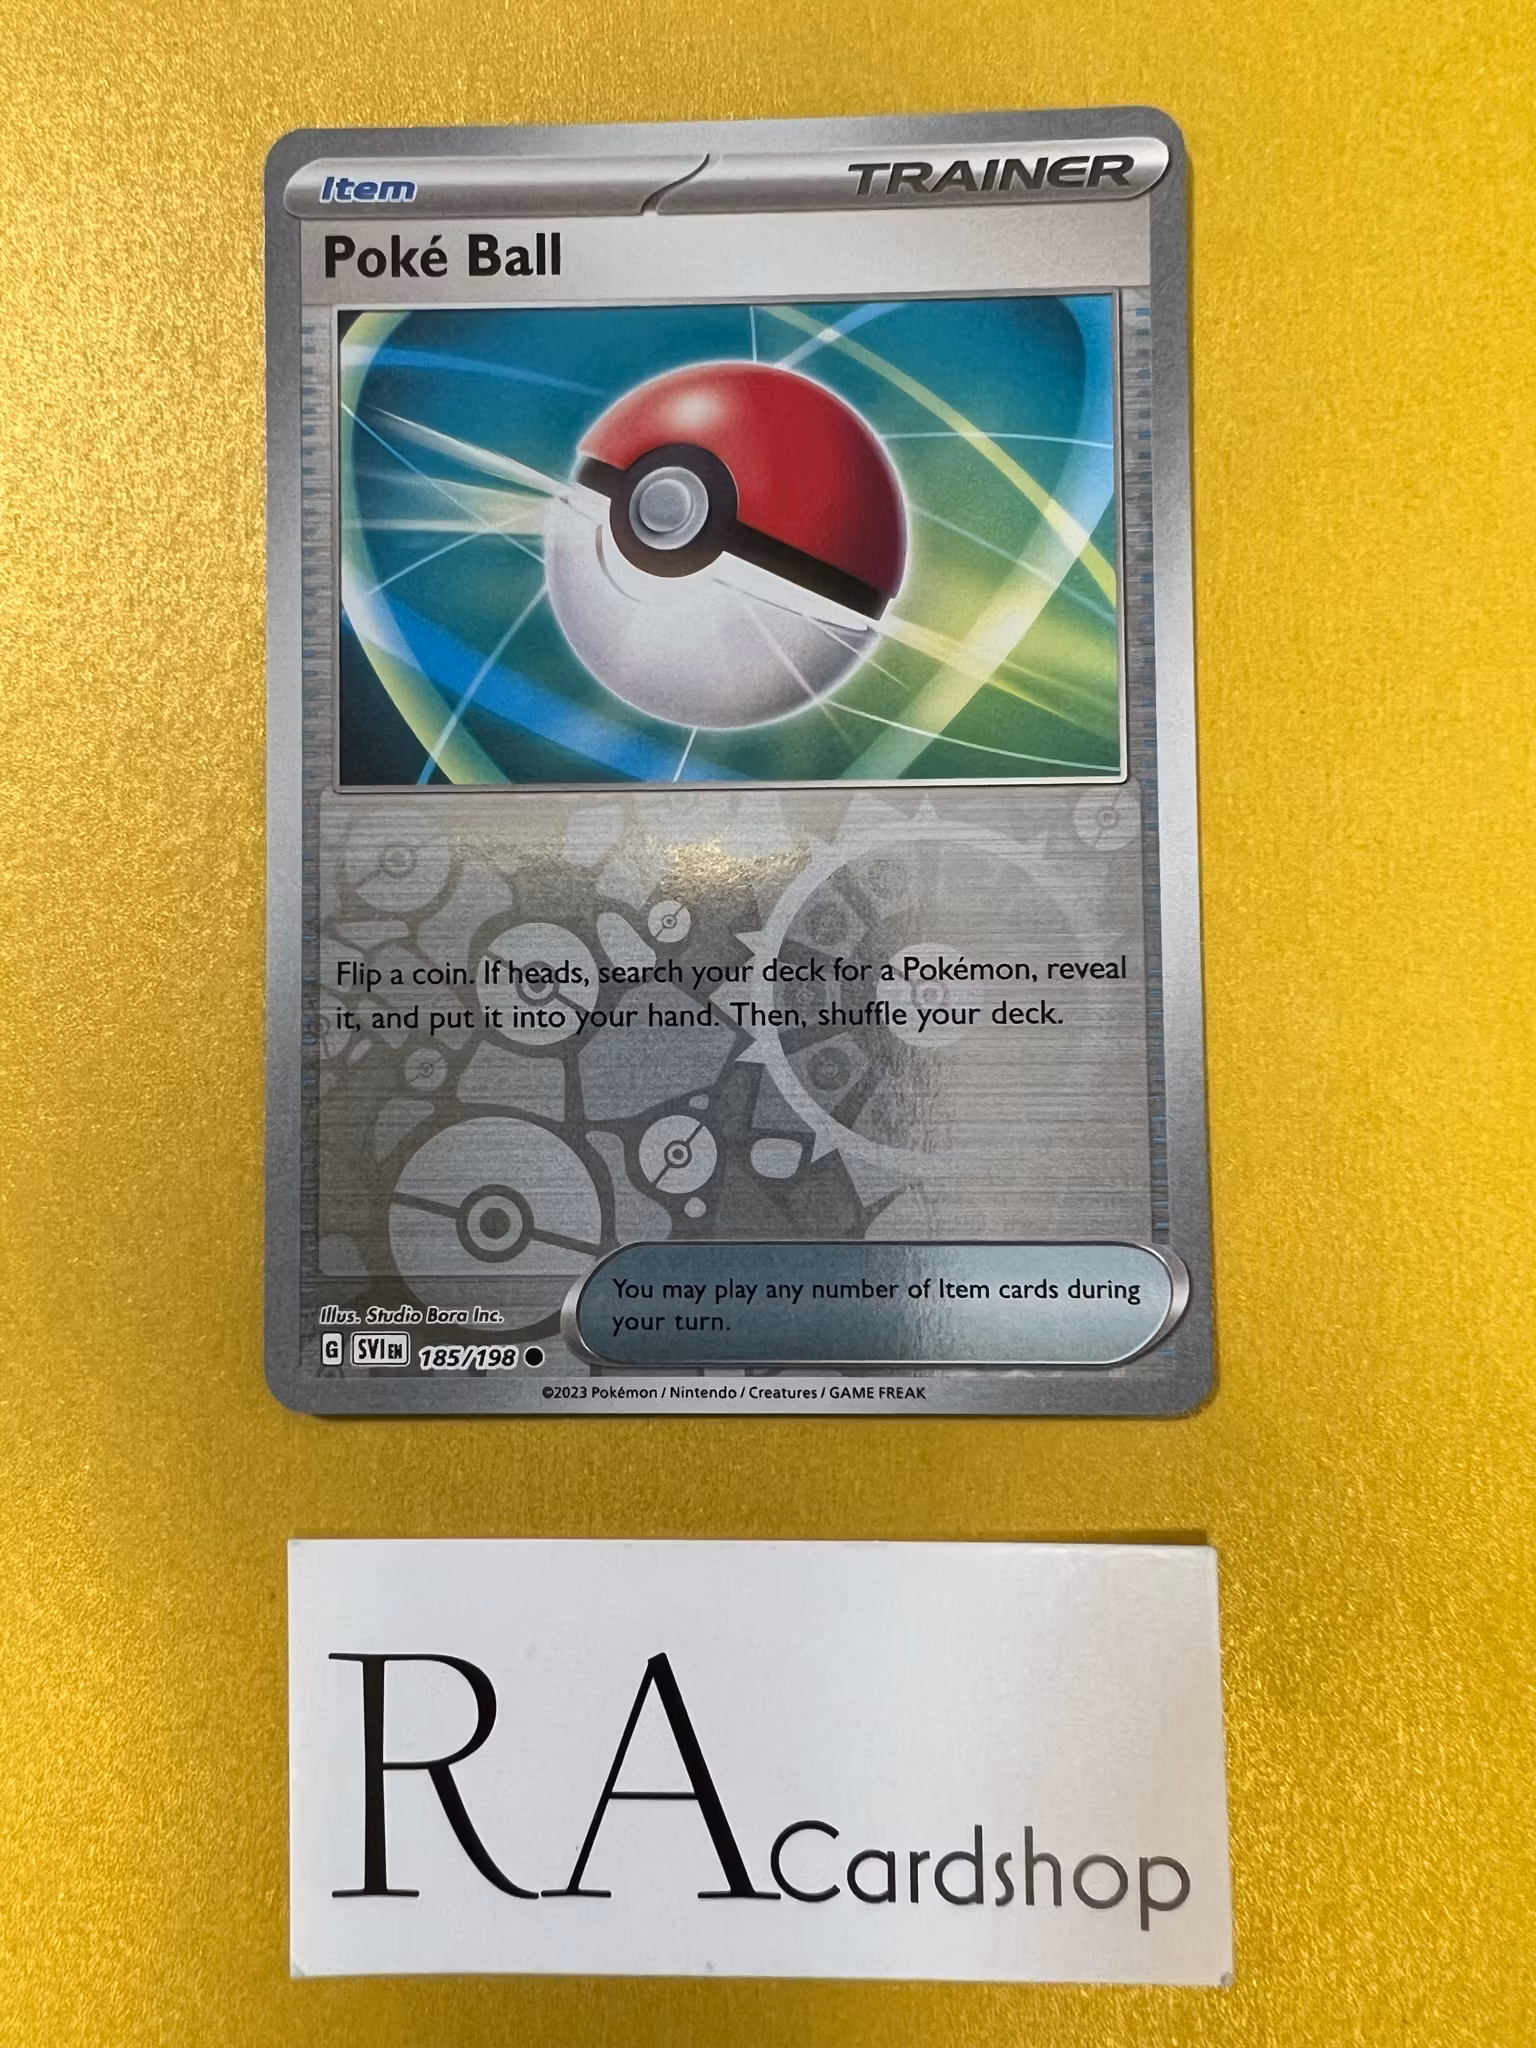 Item
TRAINER
Poké Ball
Flip a coin. If heads, search your deck for a Pokémon, reveal
it, and put it into your hand. Then, shuffle your deck.
You may play any number of Item cards during
your turn.
Illus. Studio Bora Inc.
G SVI EN 185/198
©2023 Pokémon / Nintendo / Creatures / GAME FREAK
RA Cardshop